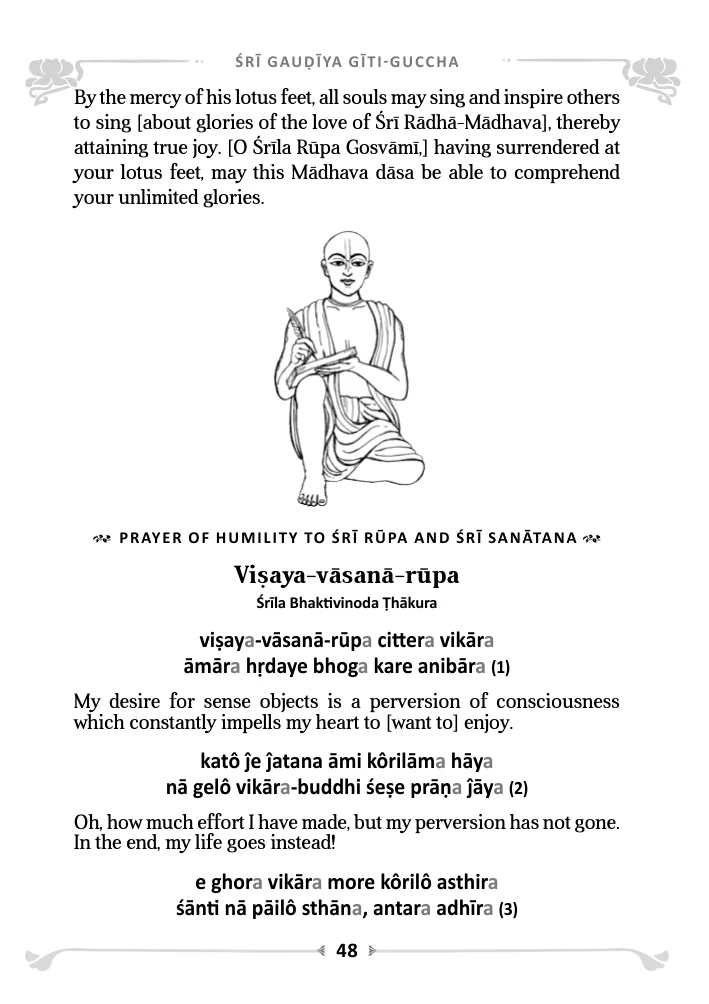 ŚRĪ GAUḌĪYA GĪTI-GUCCHA
By the mercy of his lotus feet, all souls may sing and inspire others
to sing [about glories of the love of Śrī Rādhā-Mādhava], thereby
attaining true joy. [O Śrīla Rūpa Gosvāmī,] having surrendered at
your lotus feet, may this Mādhava dāsa be able to comprehend
your unlimited glories.
PRAYER OF HUMILITY TO ŚRĪ RŪPA AND ŚRĪ SANĀTANA
Viṣaya-vāsanā-rūpa
Śrīla Bhaktivinoda Ṭhākura
viṣaya-vāsanā-rūpa cittera vikāra
āmāra hṛdaye bhoga kare anibāra (1)
My desire for sense objects is a perversion of consciousness
which constantly impells my heart to [want to] enjoy.
katô ĵe ĵatana āmi kôrilāma hāya
nā gelô vikāra-buddhi śeṣe prāṇa ĵāya (2)
Oh, how much effort I have made, but my perversion has not gone.
In the end, my life goes instead!
e ghora vikāra more kôrilô asthira
śānti nā pāilô sthāna, antara adhīra (3)
48